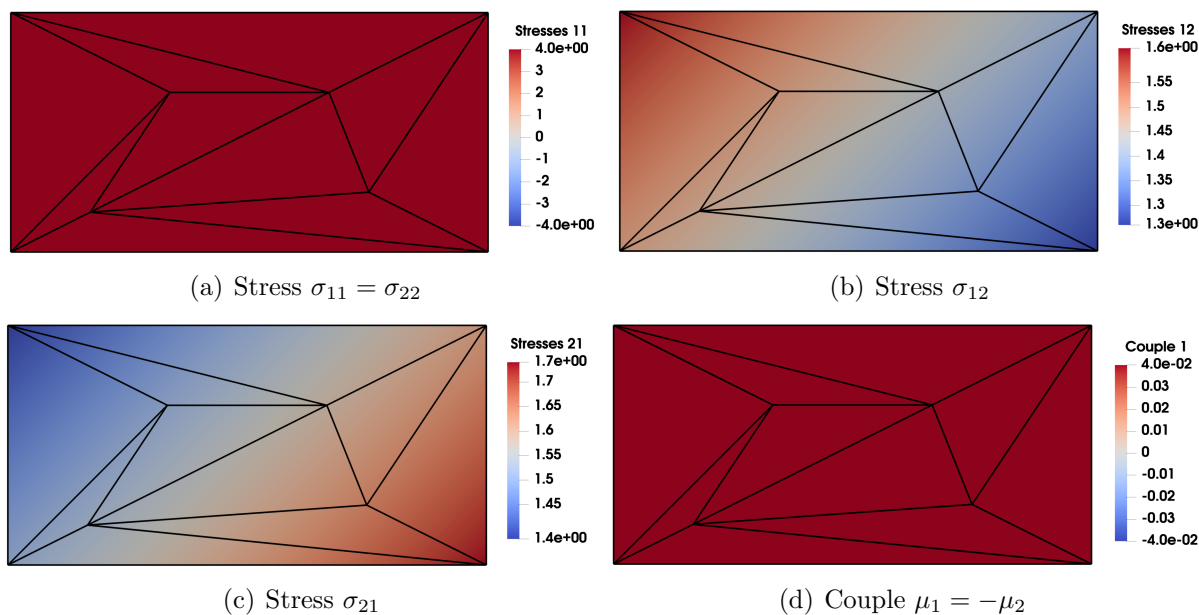 Stresses 11
4.0e+00
3
2
1
0
-1
-2
-3
-4.0e+00
(a) Stress σ₁₁ = σ₂₂
Stresses 12
1.6e+00
1.55
1.5
1.45
1.4
1.35
1.3
1.3e+00
(b) Stress σ₁₂
Stresses 21
1.7e+00
1.7
1.65
1.6
1.55
1.5
1.45
1.4e+00
(c) Stress σ₂₁
Couple 1
4.0e-02
0.03
0.02
0.01
0
-0.01
-0.02
-0.03
-4.0e-02
(d) Couple μ₁ = −μ₂